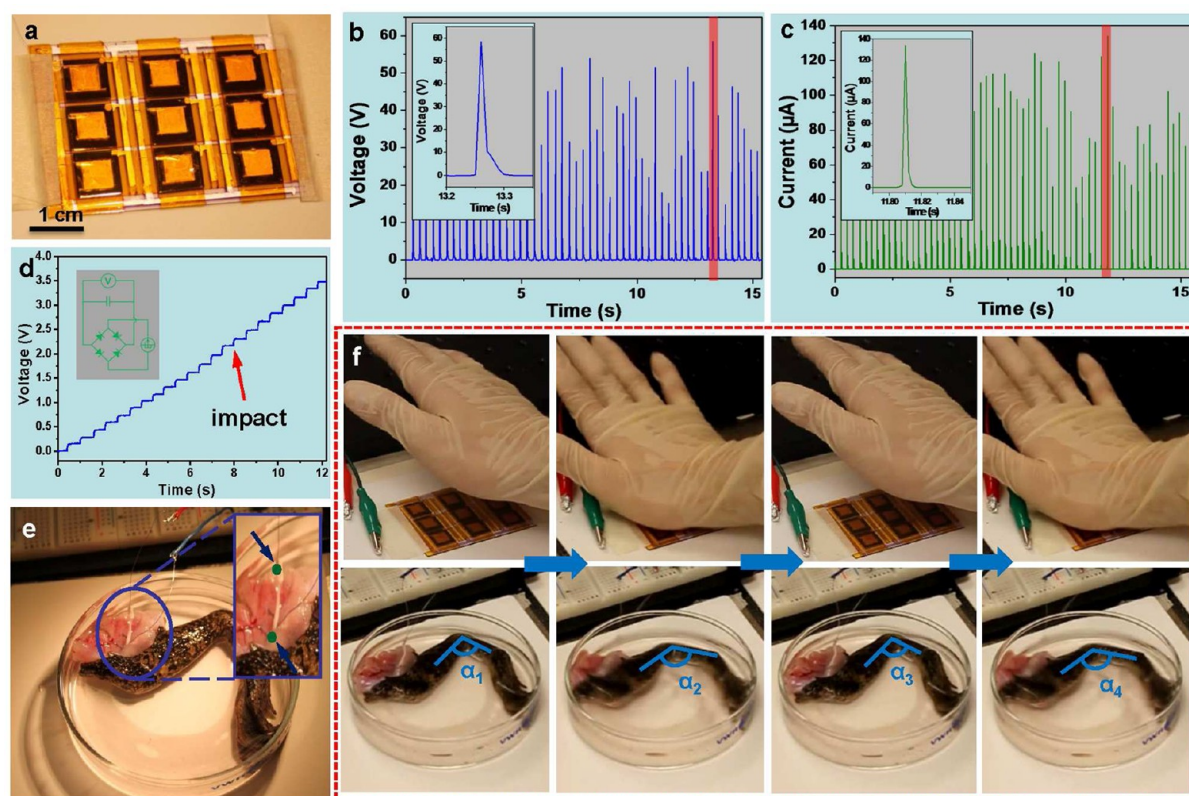 a
1 cm
b
Voltage (V)
70
60
50
40
30
20
10
0
0
5
10
15
Time (s)
Voltage (V)
60
50
40
30
20
10
0
13.2
13.3
Time (s)
c
Current (μA)
140
120
100
80
60
40
20
0
0
5
10
15
Time (s)
Current (μA)
140
120
100
80
60
40
20
0
11.80
11.82
11.84
Time (s)
d
Voltage (V)
4.0
3.5
3.0
2.5
2.0
1.5
1.0
0.5
0.0
0
2
4
6
8
10
12
Time (s)
V
impact
e
f
α1
α2
α3
α4